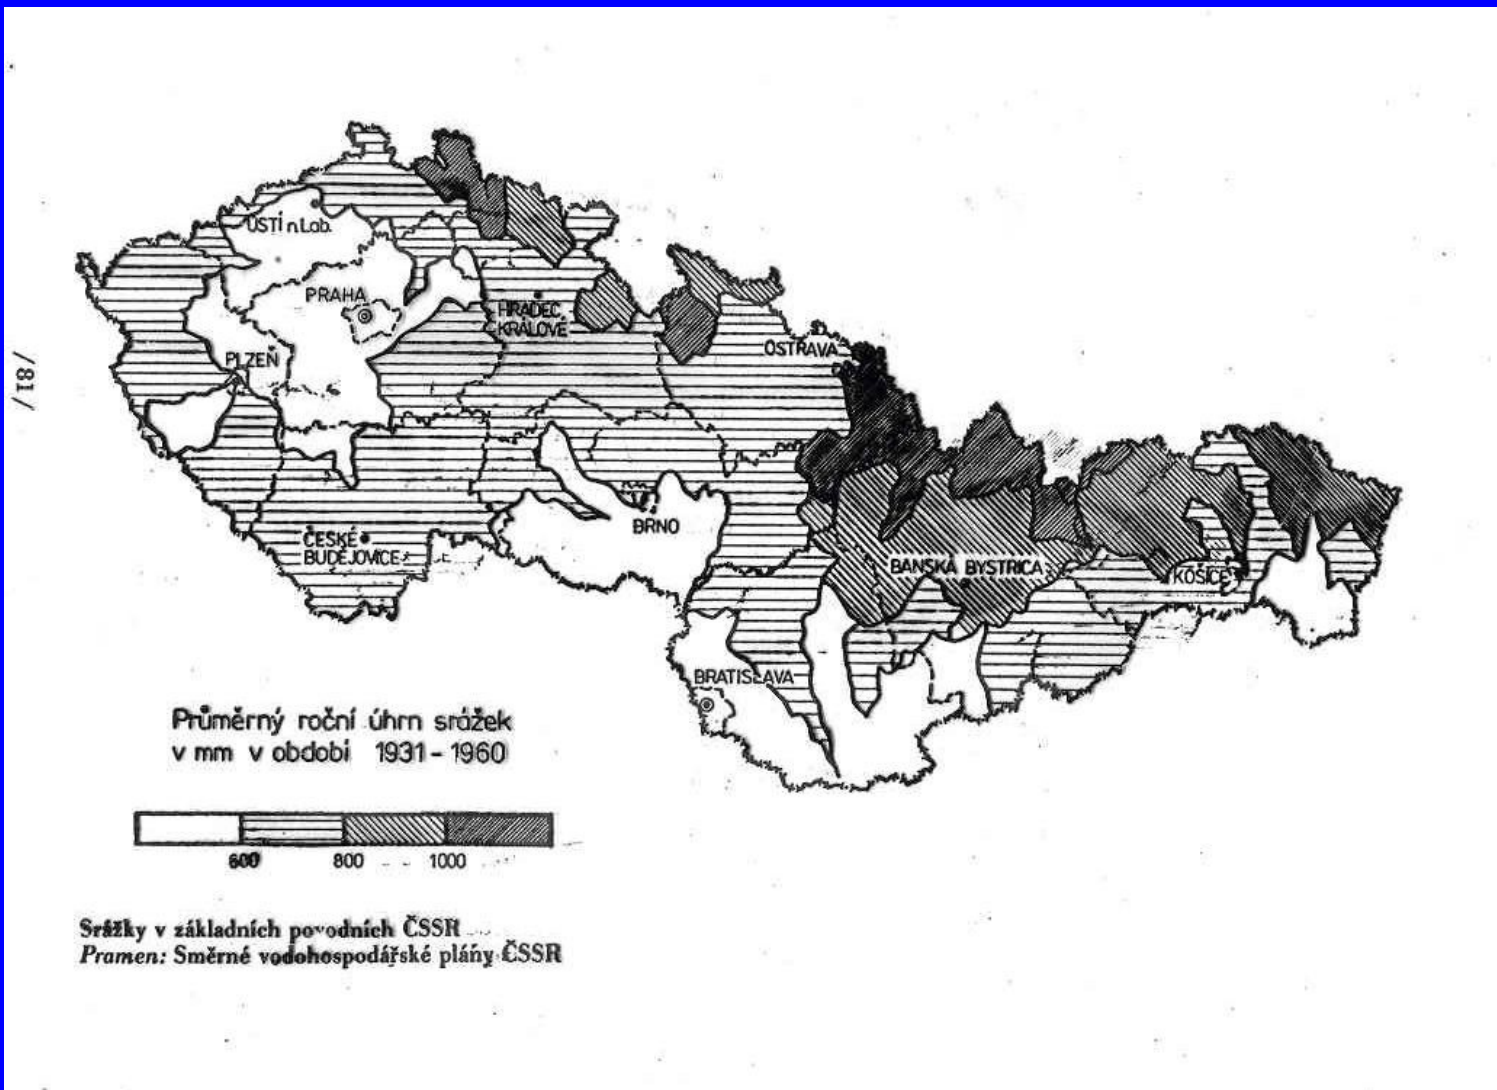 /81/
ÚSTÍ n Lab.
PRAHA
HRADEC
KRÁLOVÉ
PLZEŇ
OSTRAVA
BRNO
ČESKÉ
BUDĚJOVICE
BANSKÁ BYSTRICA
KOŠICE
BRATISLAVA
Průměrný roční úhrn srážek
v mm v období 1931 - 1960
600 800 1000
Srážky v základních povodních ČSSR
Pramen: Směrné vodohospodářské plány ČSSR